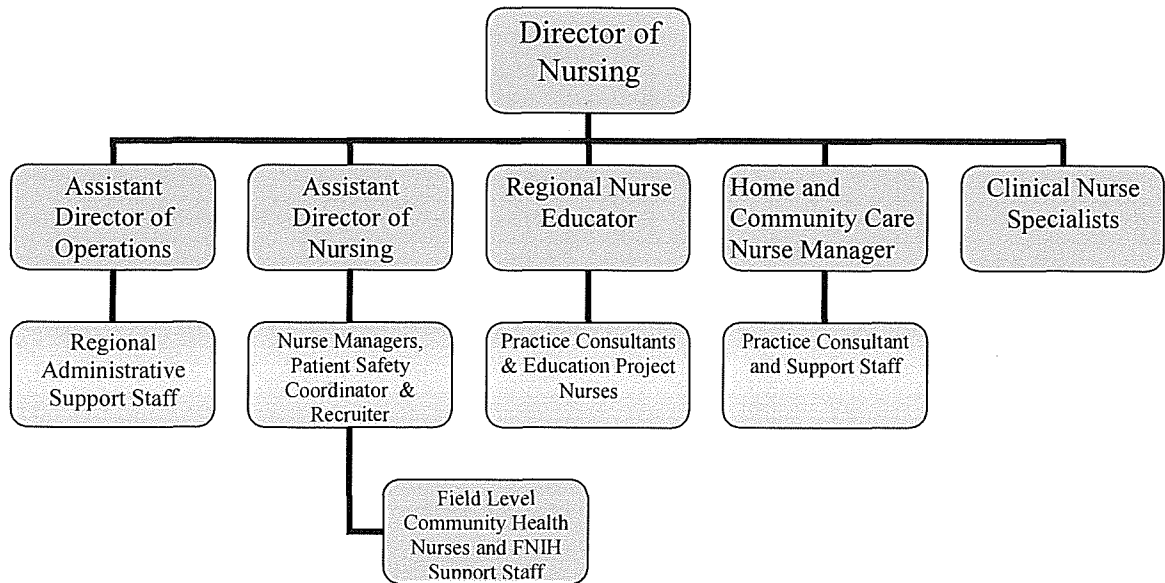 Director of
Nursing
Assistant
Director of
Operations
Assistant
Director of
Nursing
Regional Nurse
Educator
Home and
Community Care
Nurse Manager
Clinical Nurse
Specialists
Regional
Administrative
Support Staff
Nurse Managers,
Patient Safety
Coordinator &
Recruiter
Practice Consultants
& Education Project
Nurses
Practice Consultant
and Support Staff
Field Level
Community Health
Nurses and FNIH
Support Staff